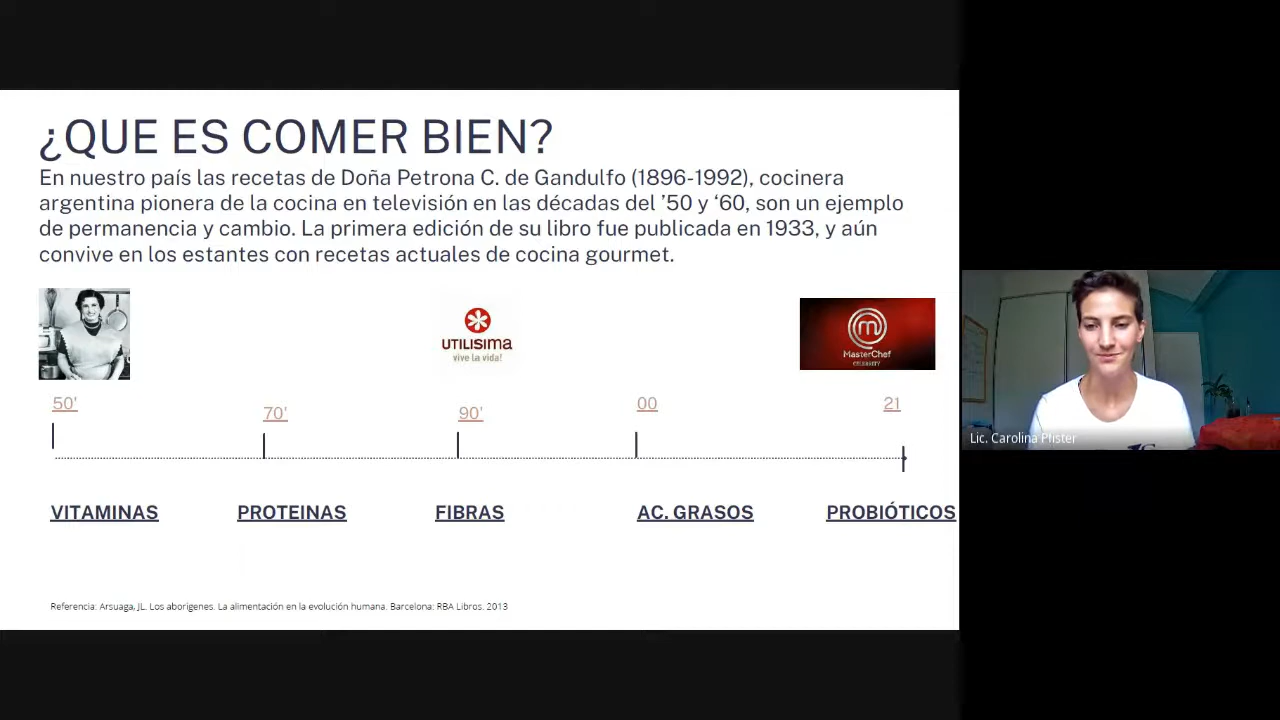 ¿QUE ES COMER BIEN?
En nuestro país las recetas de Doña Petrona C. de Gandulfo (1896-1992), cocinera
argentina pionera de la cocina en televisión en las décadas del ’50 y ‘60, son un ejemplo
de permanencia y cambio. La primera edición de su libro fue publicada en 1933, y aún
convive en los estantes con recetas actuales de cocina gourmet.
UTILISIMA
vive la vida!
m
MasterChef
CELEBRITY
50'
70'
90'
00
21
VITAMINAS
PROTEINAS
FIBRAS
AC. GRASOS
PROBIÓTICOS
Referencia: Arsuaga, JL. Los aborígenes. La alimentación en la evolución humana. Barcelona: RBA Libros. 2013
Lic. Carolina Pfister